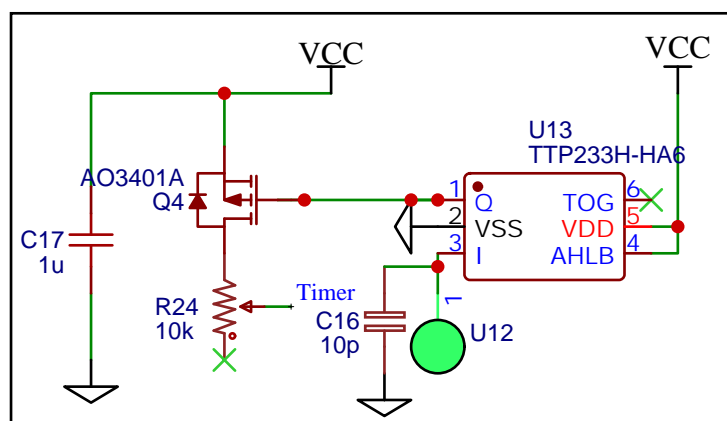 VCC
VCC
U13
TTP233H-HA6
AO3401A
Q4
1
Q
TOG
6
2
VSS
VDD
5
3
I
AHLB
4
C17
1u
R24
10k
Timer
C16
10p
1
U12